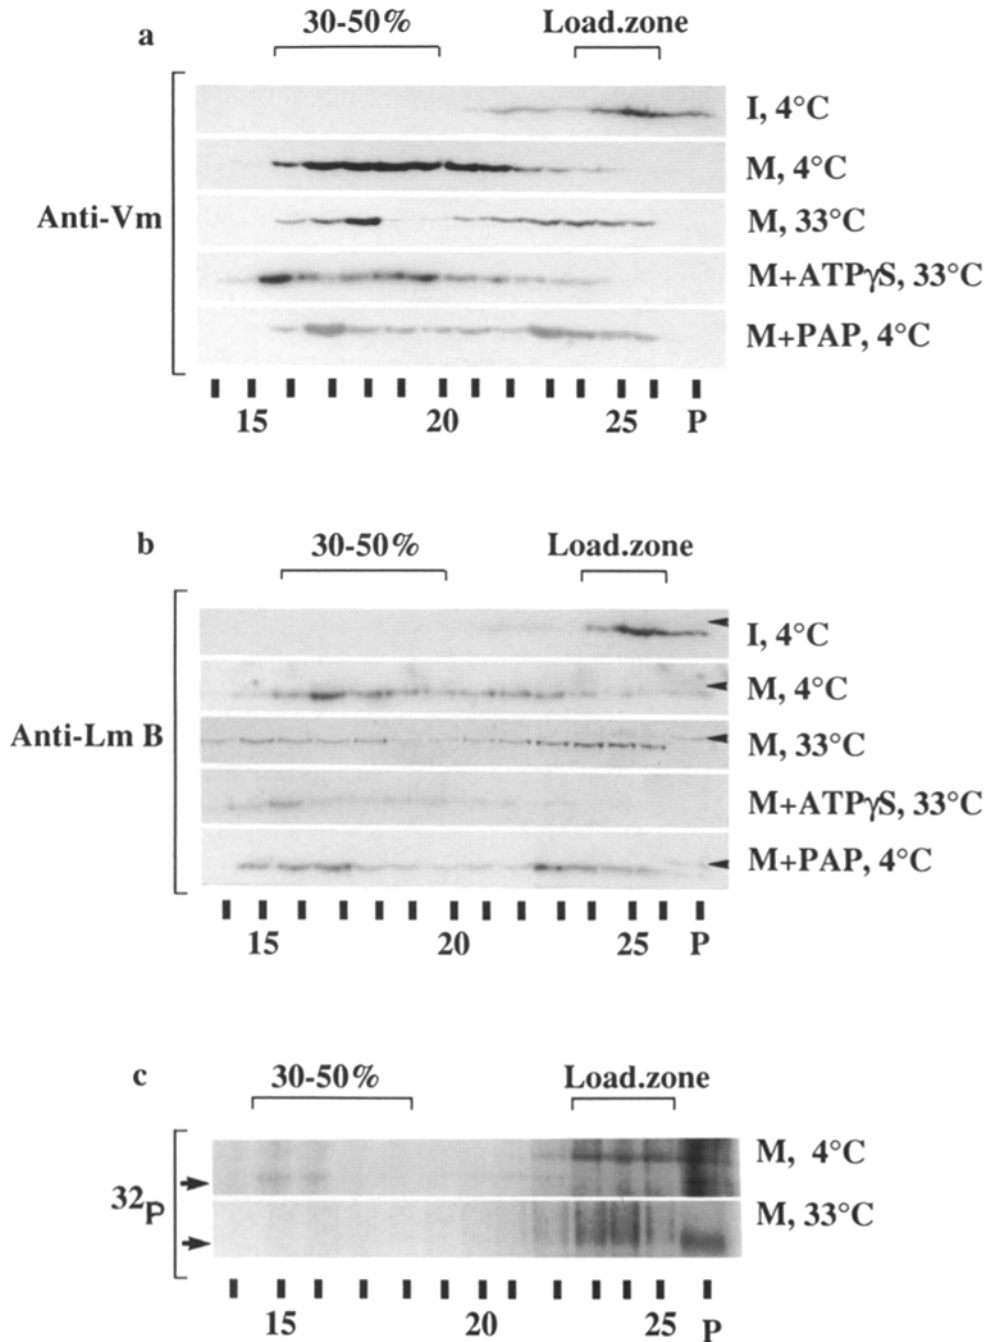 a
30-50% Load.zone
Anti-Vm
I, 4°C
M, 4°C
M, 33°C
M+ATPγS, 33°C
M+PAP, 4°C
15 20 25 P
b
30-50% Load.zone
Anti-Lm B
I, 4°C
M, 4°C
M, 33°C
M+ATPγS, 33°C
M+PAP, 4°C
15 20 25 P
c
30-50% Load.zone
³²P
M, 4°C
M, 33°C
15 20 25 P